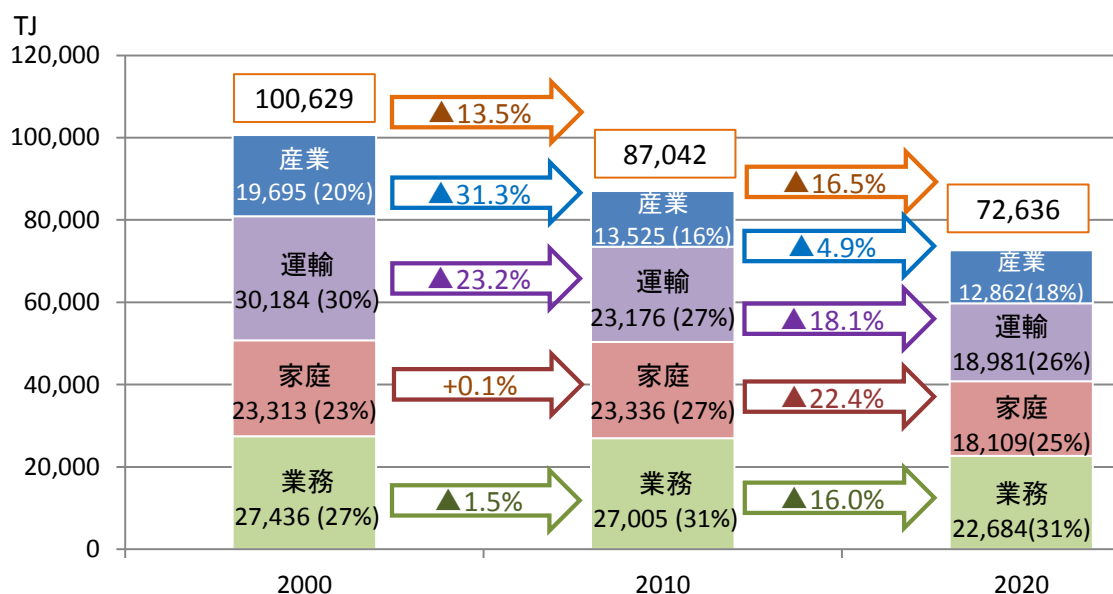 TJ
120,000
100,000
80,000
60,000
40,000
20,000
0
100,629
産業
19,695 (20%)
運輸
30,184 (30%)
家庭
23,313 (23%)
業務
27,436 (27%)
2000
▲13.5%
▲31.3%
▲23.2%
+0.1%
▲1.5%
87,042
産業
13,525 (16%)
運輸
23,176 (27%)
家庭
23,336 (27%)
業務
27,005 (31%)
2010
▲16.5%
▲4.9%
▲18.1%
▲22.4%
▲16.0%
72,636
産業
12,862(18%)
運輸
18,981(26%)
家庭
18,109(25%)
業務
22,684(31%)
2020